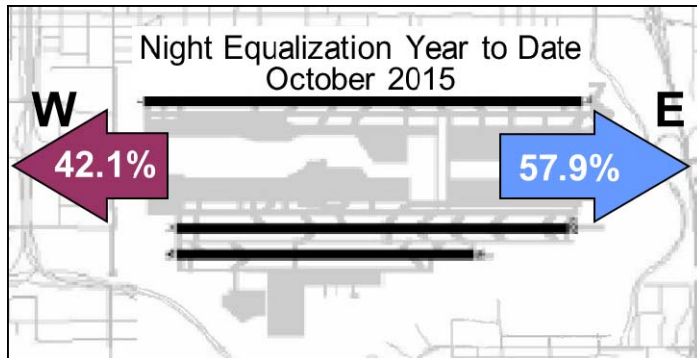 Night Equalization Year to Date
October 2015
W
E
42.1%
57.9%